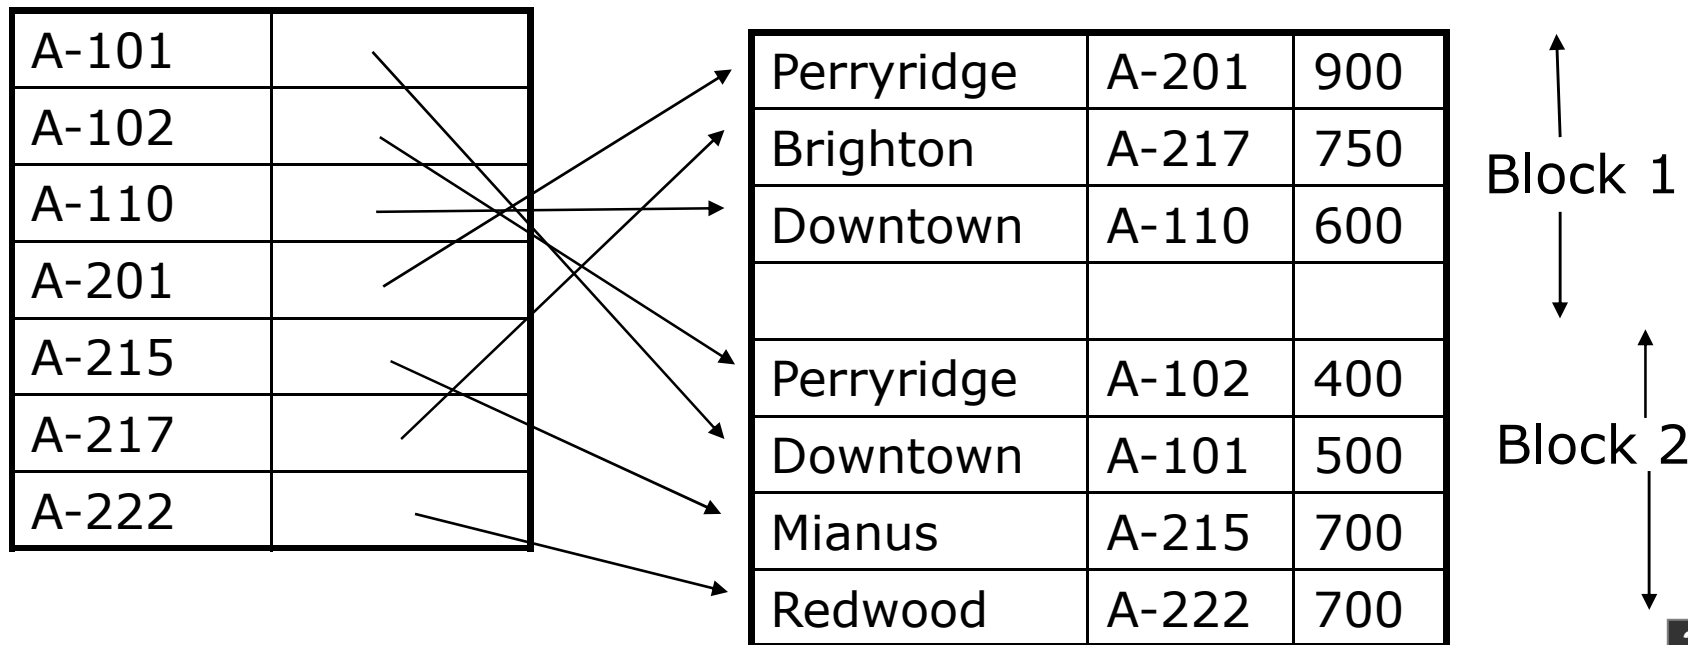 A-101
A-102
A-110
A-201
A-215
A-217
A-222
Perryridge A-201 900
Brighton A-217 750
Downtown A-110 600
Perryridge A-102 400
Downtown A-101 500
Mianus A-215 700
Redwood A-222 700
Block 1
Block 2